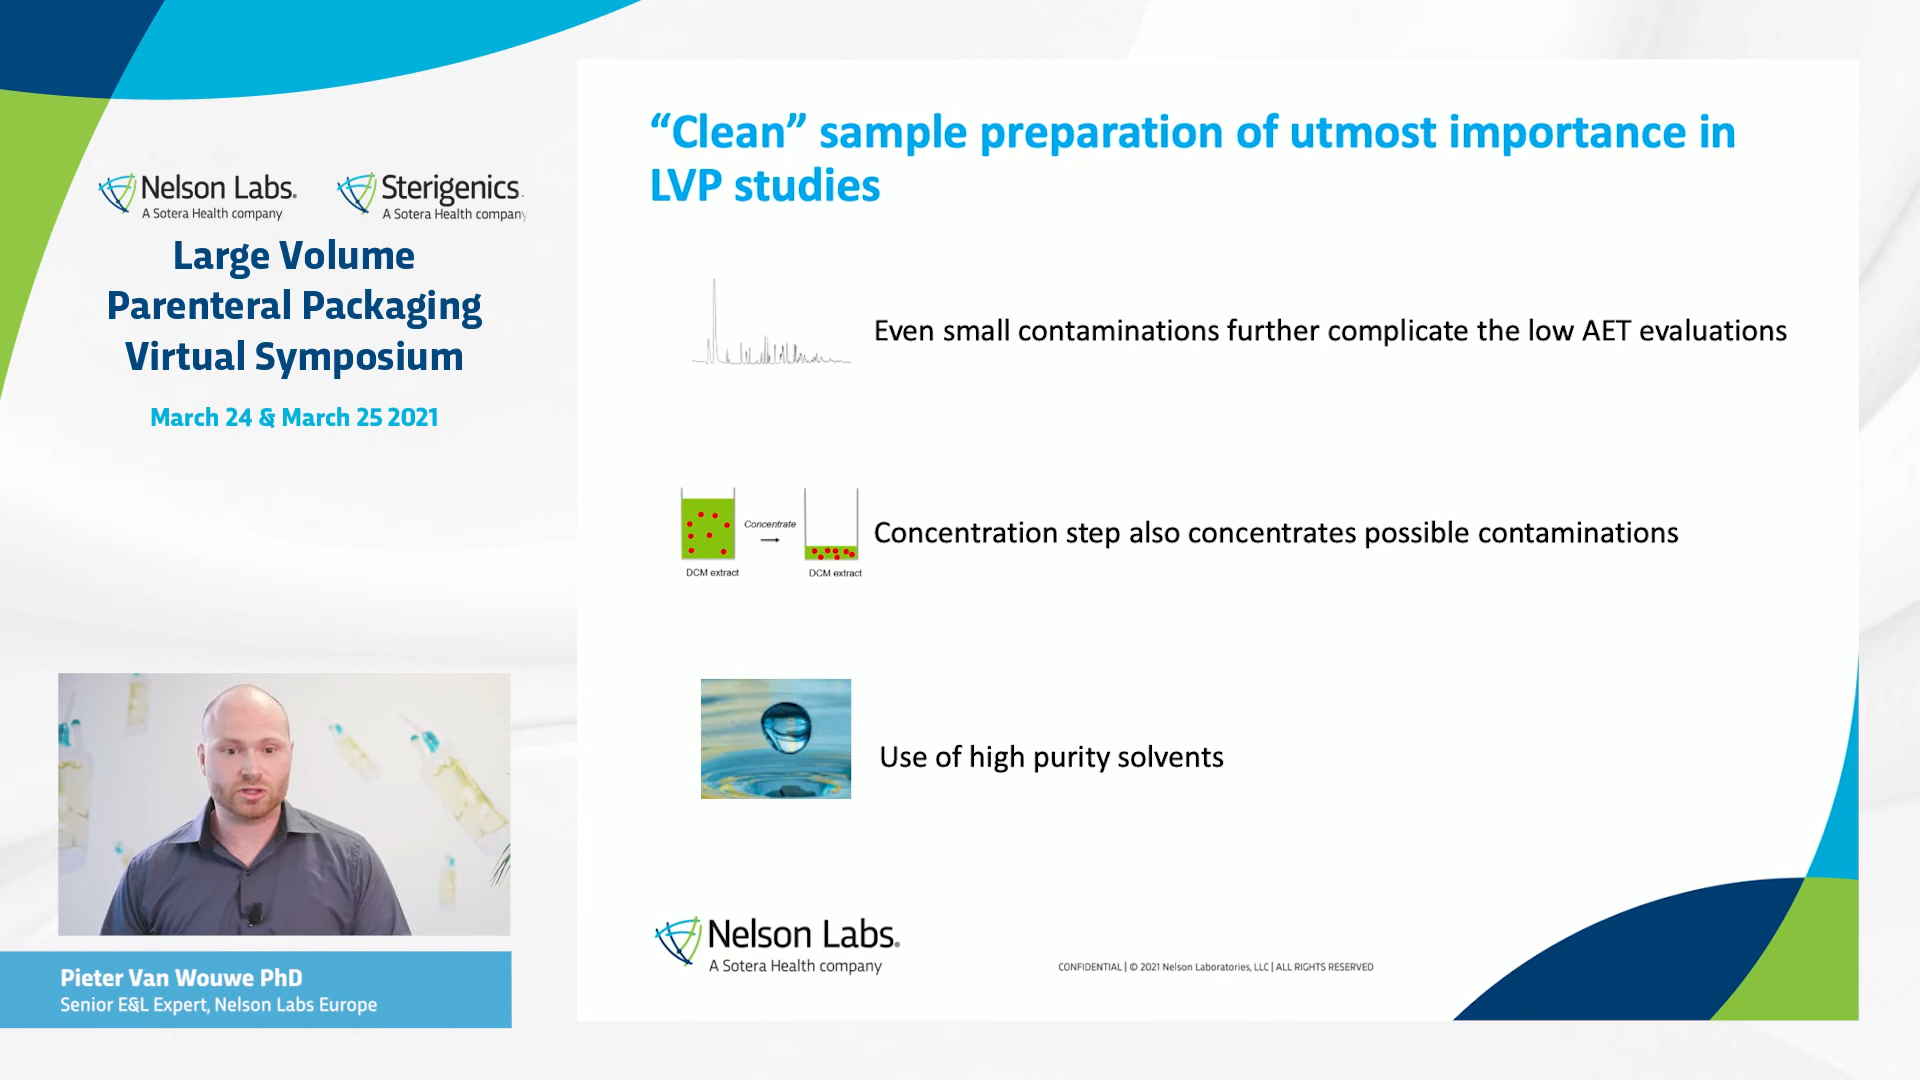 Nelson Labs.
A Sotera Health company
Sterigenics
A Sotera Health company
Large Volume
Parenteral Packaging
Virtual Symposium
March 24 & March 25 2021
Pieter Van Wouwe PhD
Senior E&L Expert, Nelson Labs Europe
“Clean” sample preparation of utmost importance in
LVP studies
Even small contaminations further complicate the low AET evaluations
Concentrate
DCM extract
DCM extract
Concentration step also concentrates possible contaminations
Use of high purity solvents
Nelson Labs®
A Sotera Health company
CONFIDENTIAL | © 2021 Nelson Laboratories, LLC | ALL RIGHTS RESERVED